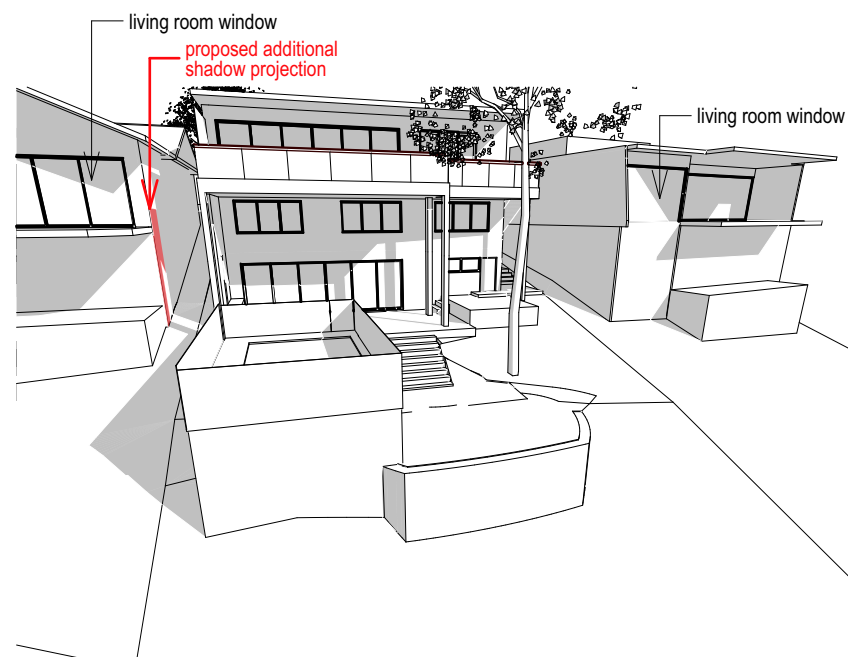 living room window
proposed additional
shadow projection
living room window